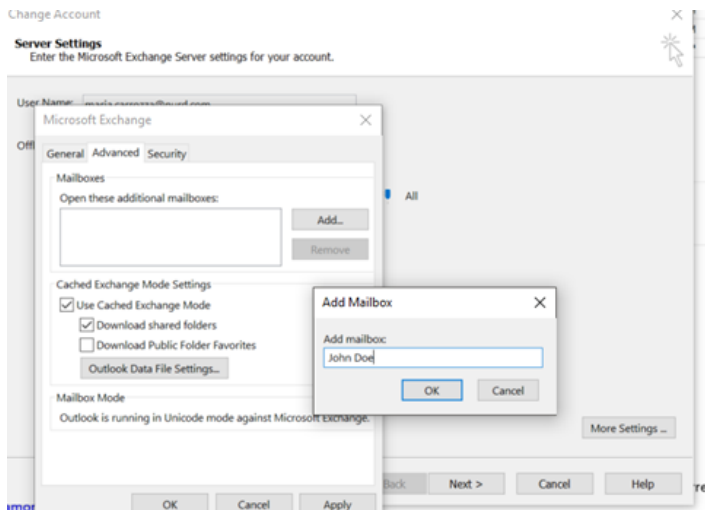 Change Account
Server Settings
Enter the Microsoft Exchange Server settings for your account.
User Name:
Microsoft Exchange
General Advanced Security
Mailboxes
Open these additional mailboxes:
All
Add...
Remove
Cached Exchange Mode Settings
Use Cached Exchange Mode
Download shared folders
Download Public Folder Favorites
Outlook Data File Settings...
Add Mailbox
Add mailbox:
John Doe
OK Cancel
Mailbox Mode
Outlook is running in Unicode mode against Microsoft Exchange.
More Settings ...
Back Next > Cancel Help
OK Cancel Apply